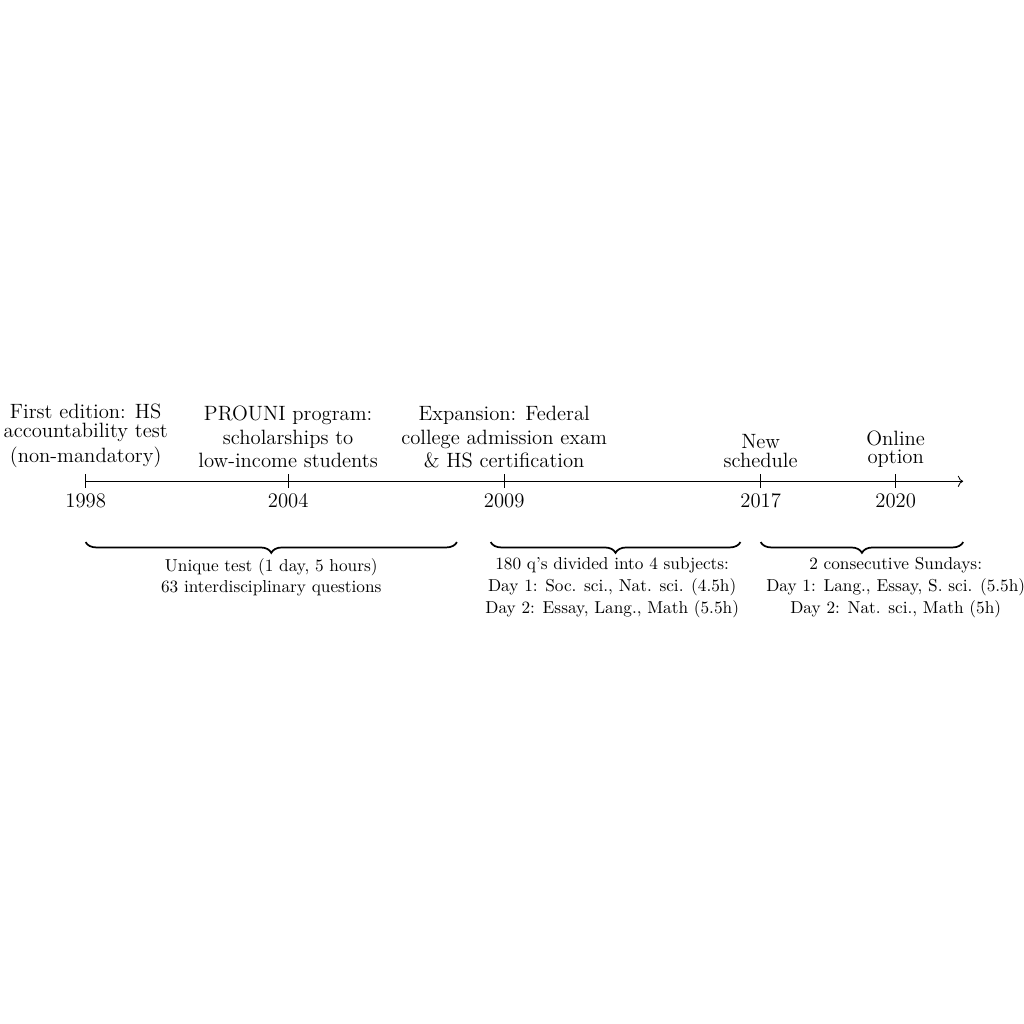 First edition: HS
accountability test
(non-mandatory)
PROUNI program:
scholarships to
low-income students
Expansion: Federal
college admission exam
& HS certification
New
schedule
Online
option
1998
2004
2009
2017
2020
Unique test (1 day, 5 hours)
63 interdisciplinary questions
180 q's divided into 4 subjects:
Day 1: Soc. sci., Nat. sci. (4.5h)
Day 2: Essay, Lang., Math (5.5h)
2 consecutive Sundays:
Day 1: Lang., Essay, S. sci. (5.5h)
Day 2: Nat. sci., Math (5h)